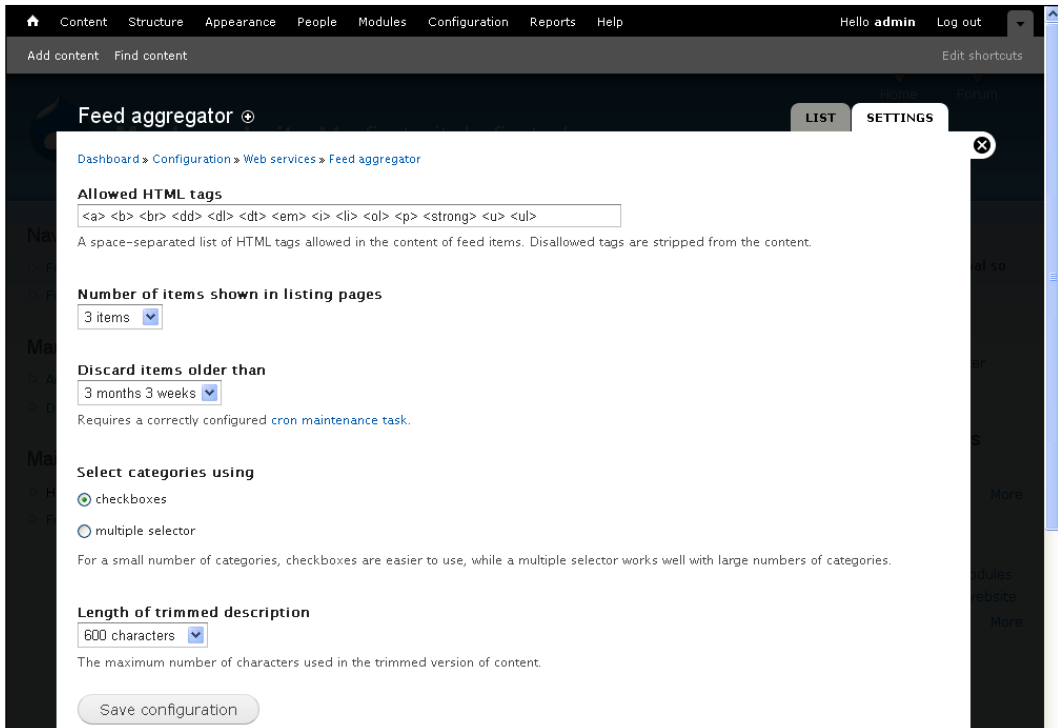 Content Structure Appearance People Modules Configuration Reports Help Hello admin Log out
Add content Find content Edit shortcuts
Home Forum
Feed aggregator LIST SETTINGS
Dashboard » Configuration » Web services » Feed aggregator
Allowed HTML tags
<a> <b> <br> <dd> <dl> <dt> <em> <i> <li> <ol> <p> <strong> <u> <ul>
A space-separated list of HTML tags allowed in the content of feed items. Disallowed tags are stripped from the content.
Number of items shown in listing pages
3 items
Discard items older than
3 months 3 weeks
Requires a correctly configured cron maintenance task.
Select categories using
checkboxes
More
multiple selector
For a small number of categories, checkboxes are easier to use, while a multiple selector works well with large numbers of categories.
Length of trimmed description
More
600 characters
The maximum number of characters used in the trimmed version of content.
Save configuration